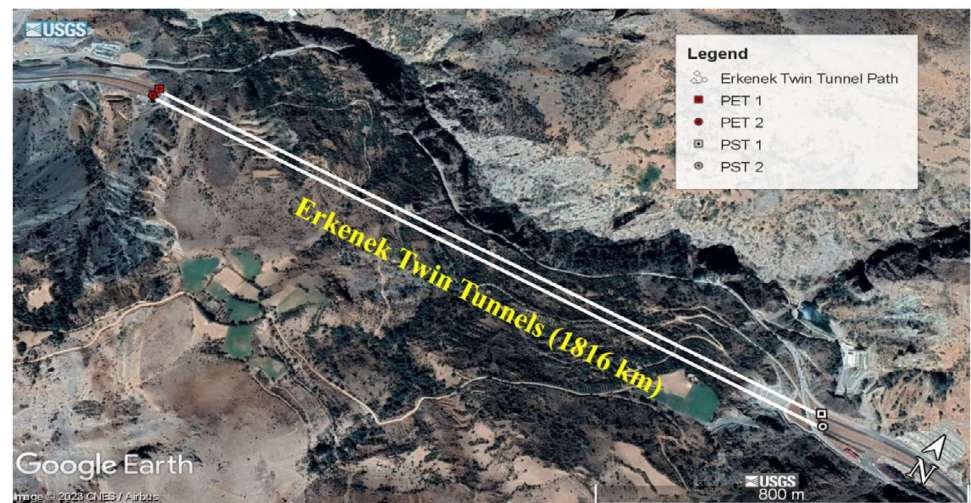 USGS
Legend
Erkenek Twin Tunnel Path
PET 1
PET 2
PST 1
PST 2
Erkenek Twin Tunnels (1816 km)
Google Earth
Image © 2023 CNES / Airbus
USGS
800 m
N